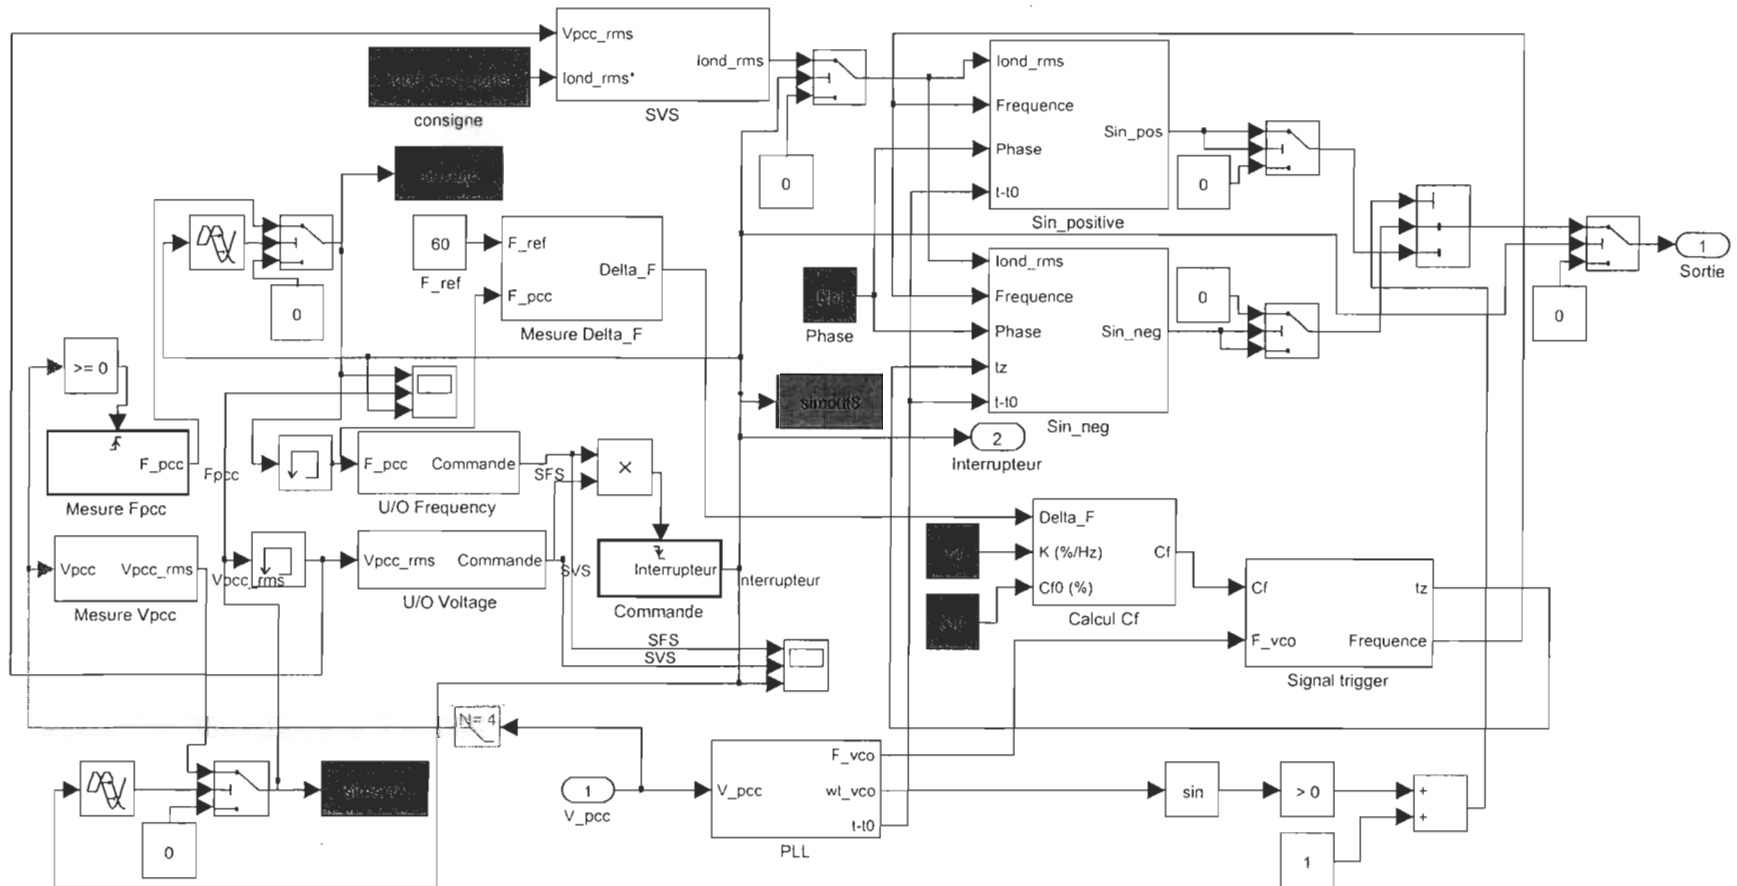 Vpcc_rms
Iond_rms*
Iond_rms
SVS
consigne
0
Iond_rms
Frequence
Phase
t-t0
Sin_pos
Sin_positive
0
60
F_ref
F_ref
F_pcc
Delta_F
Mesure Delta_F
0
Phase
Iond_rms
Frequence
Phase
tz
t-t0
Sin_neg
Sin_neg
0
0
1
Sortie
>= 0
F_pcc
Mesure Fpcc
Fpcc
F_pcc
Commande
U/O Frequency
SFS
×
simout8
2
Interrupteur
Vpcc
Vpcc_rms
Mesure Vpcc
Vpcc_rms
Vpcc_rms
Commande
U/O Voltage
SVS
Interrupteur
Commande
Interrupteur
SFS
SVS
Delta_F
K (%/Hz)
Cf0 (%)
Cf
Calcul Cf
Cf
F_vco
tz
Frequence
Signal trigger
N= 4
0
1
V_pcc
V_pcc
F_vco
wt_vco
t-t0
PLL
sin
> 0
+
+
1